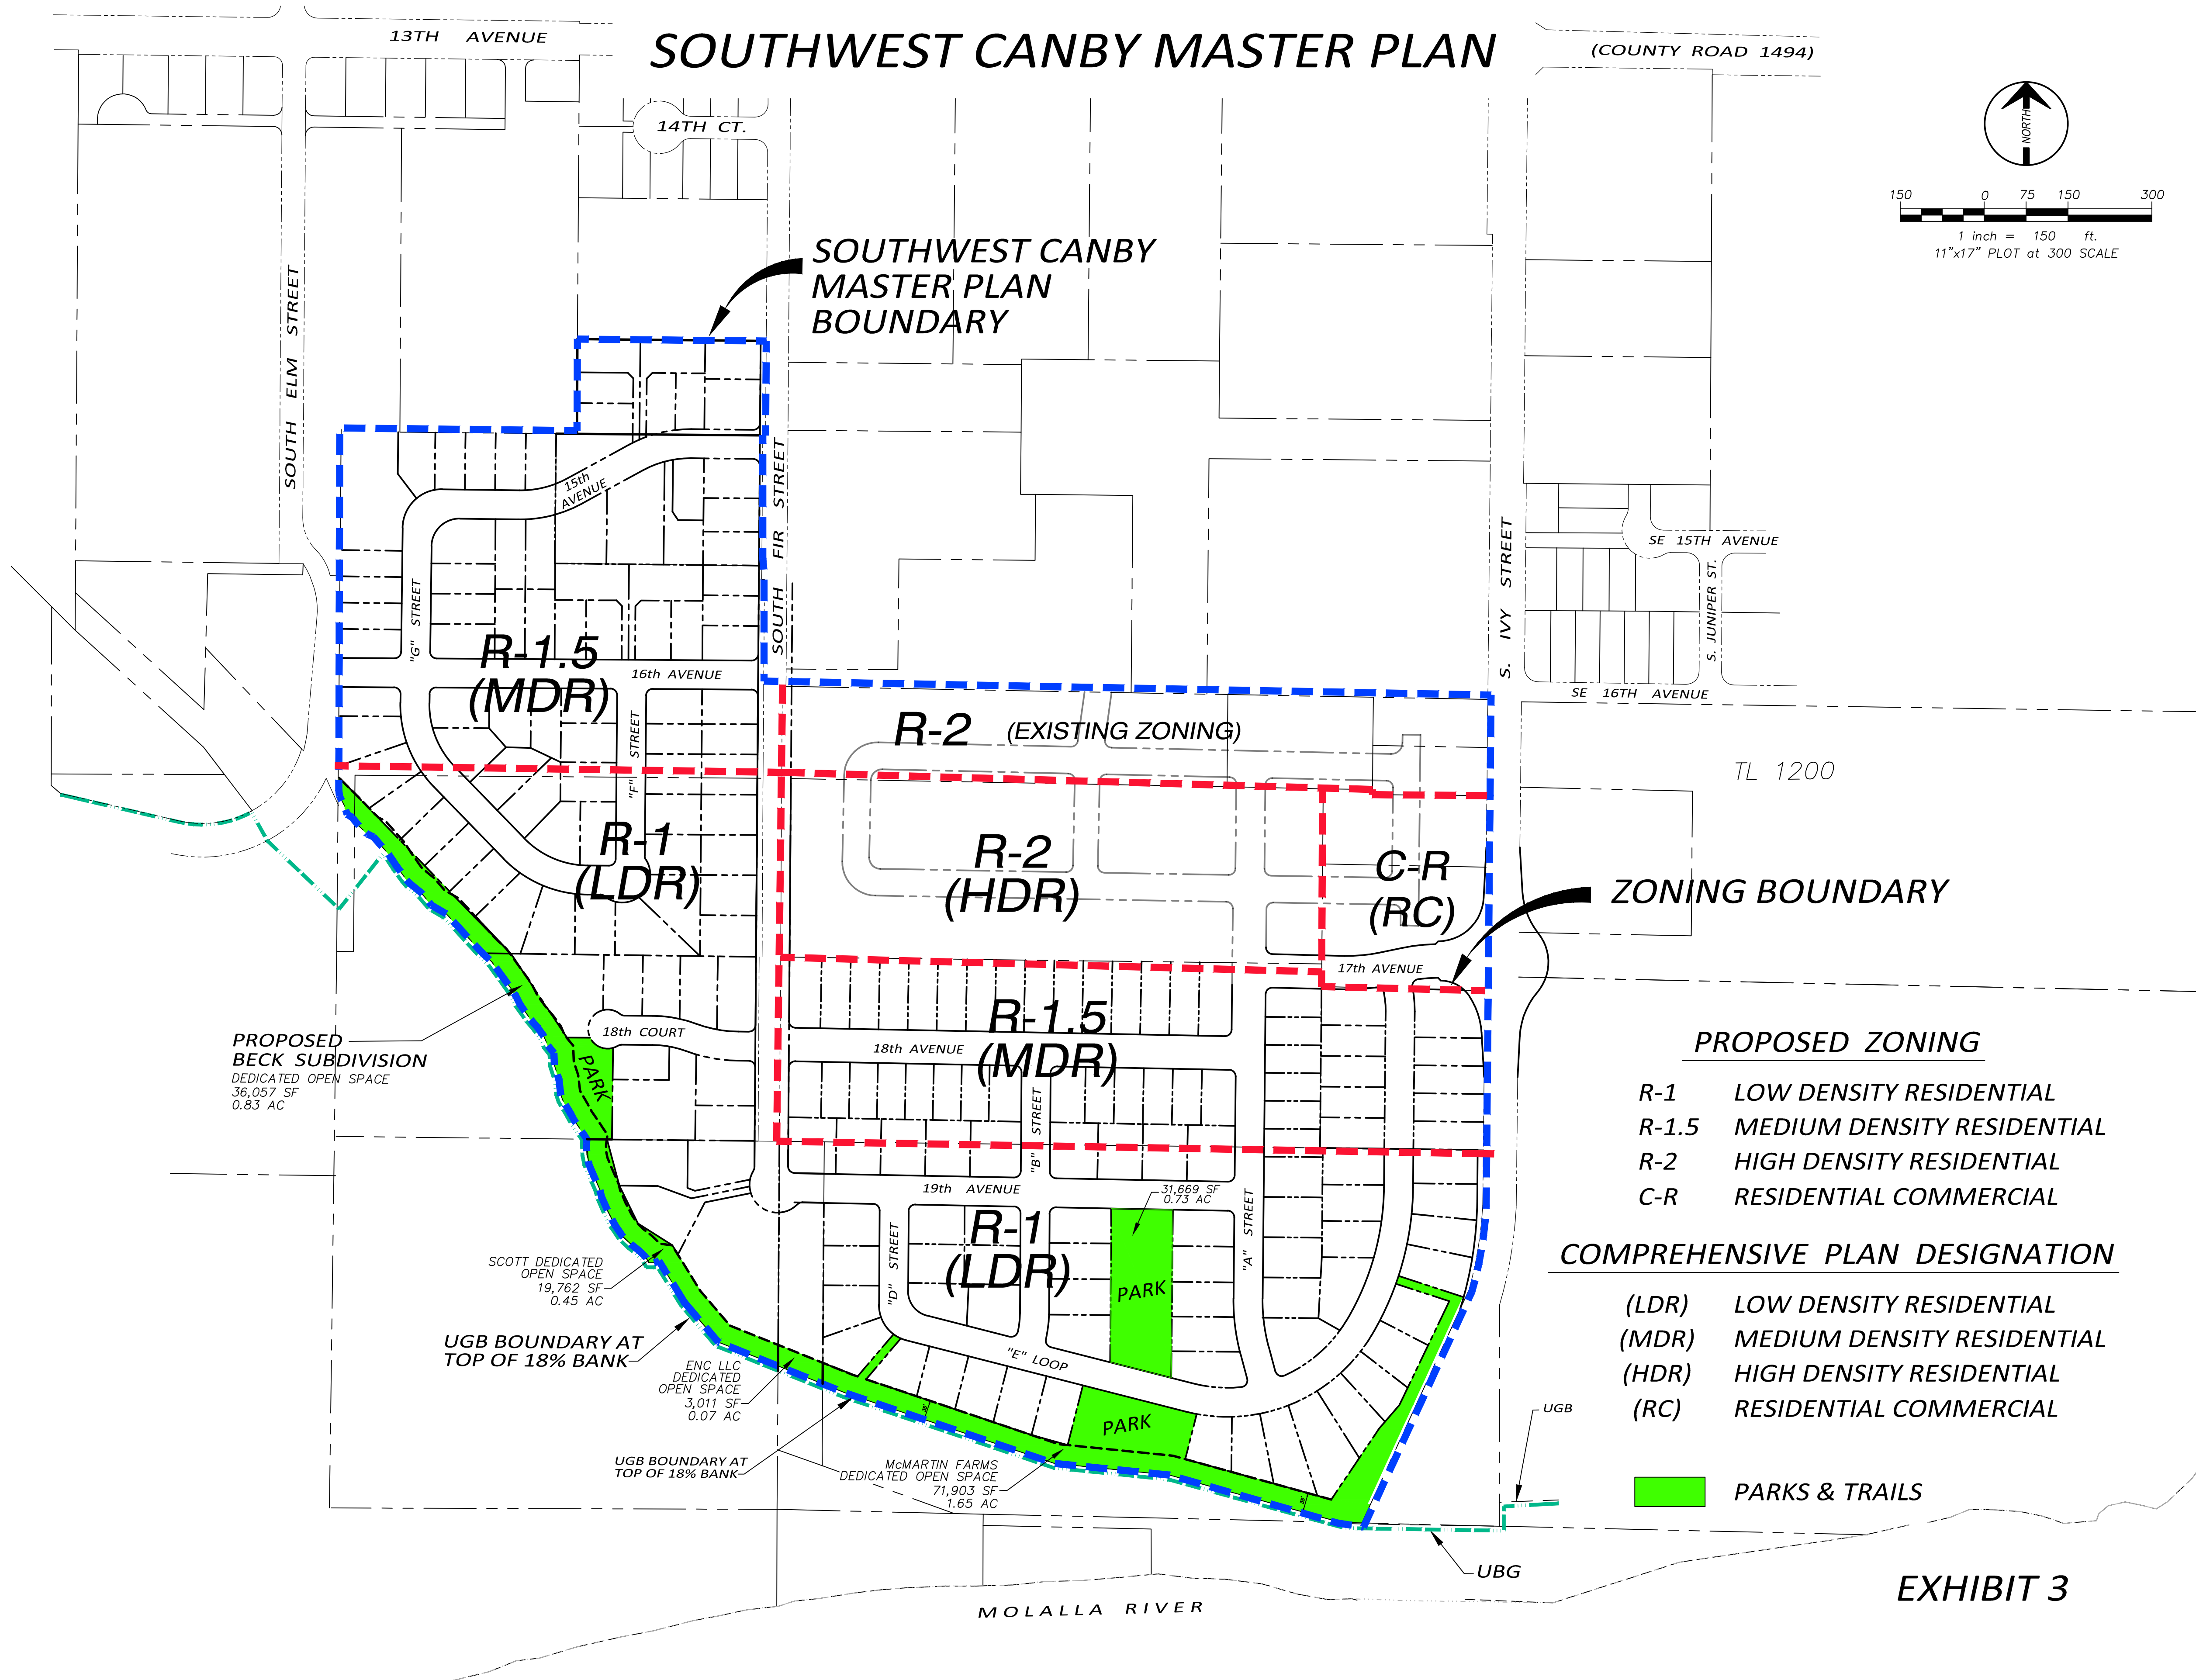 SOUTHWEST CANBY MASTER PLAN
13TH AVENUE
(COUNTY ROAD 1494)
14TH CT.
NORTH
150 0 75 150 300
1 inch = 150 ft.
11"x17" PLOT at 300 SCALE
SOUTHWEST CANBY
MASTER PLAN
BOUNDARY
SOUTH ELM STREET
SOUTH FIR STREET
S. IVY STREET
SE 15TH AVENUE
S. JUNIPER ST.
SE 16TH AVENUE
15th
AVENUE
"G" STREET
R-1.5
(MDR)
16th AVENUE
"F" STREET
R-2 (EXISTING ZONING)
TL 1200
R-1
(LDR)
R-2
(HDR)
C-R
(RC)
ZONING BOUNDARY
17th AVENUE
R-1.5
(MDR)
18th COURT
18th AVENUE
PARK
"B" STREET
PROPOSED
BECK SUBDIVISION
DEDICATED OPEN SPACE
36,057 SF
0.83 AC
19th AVENUE
31,669 SF
0.73 AC
R-1
(LDR)
"D" STREET
"A" STREET
PARK
"E" LOOP
PARK
SCOTT DEDICATED
OPEN SPACE
19,762 SF
0.45 AC
UGB BOUNDARY AT
TOP OF 18% BANK
ENC LLC
DEDICATED
OPEN SPACE
3,011 SF
0.07 AC
UGB BOUNDARY AT
TOP OF 18% BANK
McMARTIN FARMS
DEDICATED OPEN SPACE
71,903 SF
1.65 AC
PROPOSED ZONING
R-1 LOW DENSITY RESIDENTIAL
R-1.5 MEDIUM DENSITY RESIDENTIAL
R-2 HIGH DENSITY RESIDENTIAL
C-R RESIDENTIAL COMMERCIAL
COMPREHENSIVE PLAN DESIGNATION
(LDR) LOW DENSITY RESIDENTIAL
(MDR) MEDIUM DENSITY RESIDENTIAL
(HDR) HIGH DENSITY RESIDENTIAL
(RC) RESIDENTIAL COMMERCIAL
UGB
PARKS & TRAILS
UBG
MOLALLA RIVER
EXHIBIT 3